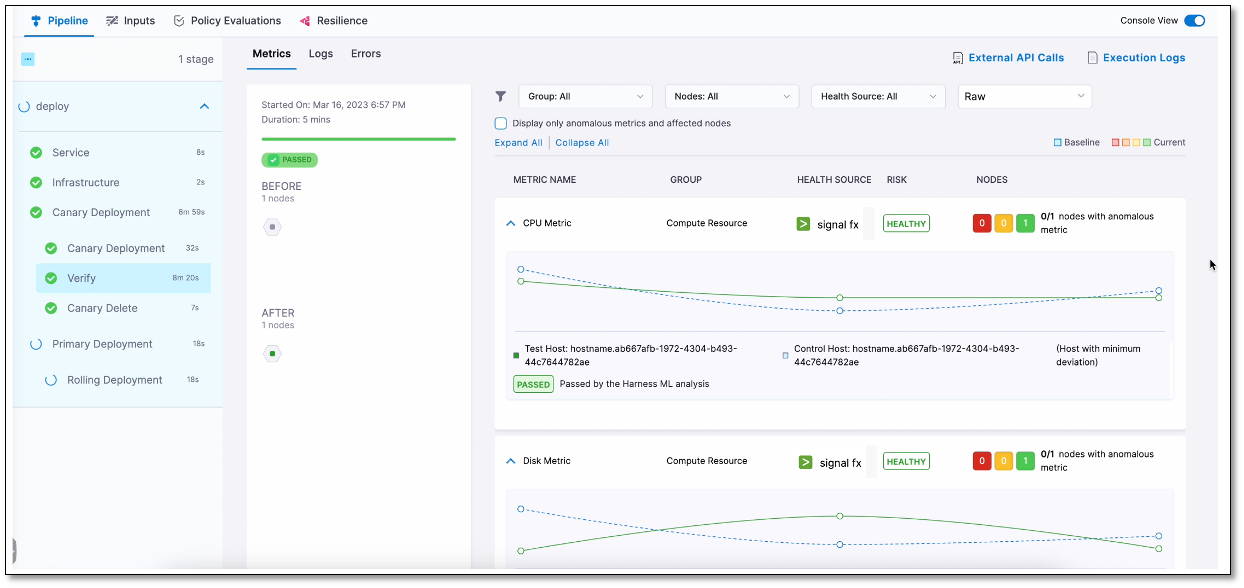 Pipeline Inputs Policy Evaluations Resilience Console View
1 stage
deploy
Service 8s
Infrastructure 2s
Canary Deployment 8m 59s
Canary Deployment 32s
Verify 8m 20s
Canary Delete 7s
Primary Deployment 18s
Rolling Deployment 18s
Metrics Logs Errors
External API Calls Execution Logs
Started On: Mar 16, 2023 6:57 PM
Duration: 5 mins
PASSED
BEFORE
1 nodes
AFTER
1 nodes
Group: All Nodes: All Health Source: All Raw
Display only anomalous metrics and affected nodes
Expand All Collapse All
Baseline Current
METRIC NAME GROUP HEALTH SOURCE RISK NODES
CPU Metric Compute Resource signal fx HEALTHY 0 0 1 0/1 nodes with anomalous
metric
Test Host: hostname.ab667afb-1972-4304-b493-
44c7644782ae
Control Host: hostname.ab667afb-1972-4304-b493-
44c7644782ae
(Host with minimum
deviation)
PASSED Passed by the Harness ML analysis
Disk Metric Compute Resource signal fx HEALTHY 0 0 1 0/1 nodes with anomalous
metric